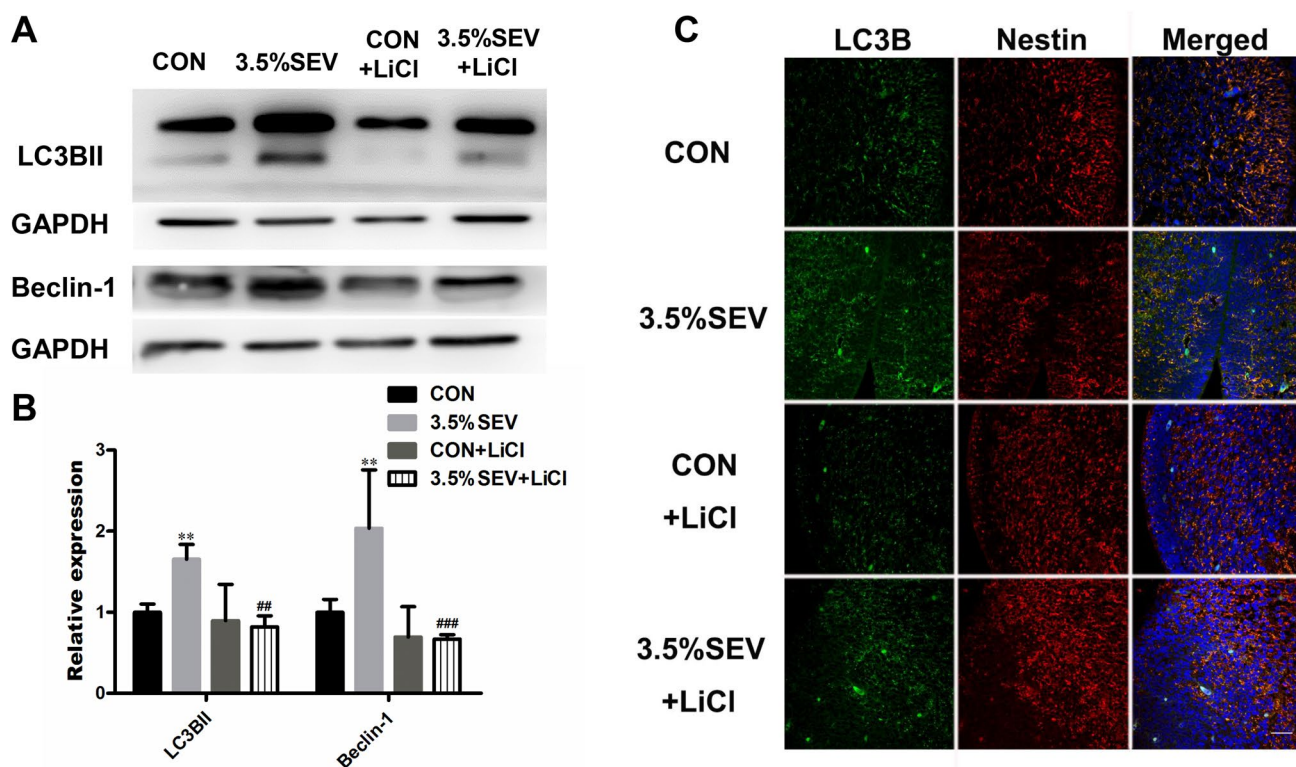 A
CON 3.5%SEV CON +LiCl 3.5%SEV +LiCl
LC3BII
GAPDH
Beclin-1
GAPDH
B
CON
3.5%SEV
CON+LiCl
3.5%SEV+LiCl
Relative expression
3
2
1
0
**
##
**
###
LC3BII
Beclin-1
C
LC3B Nestin Merged
CON
3.5%SEV
CON
+LiCl
3.5%SEV
+LiCl